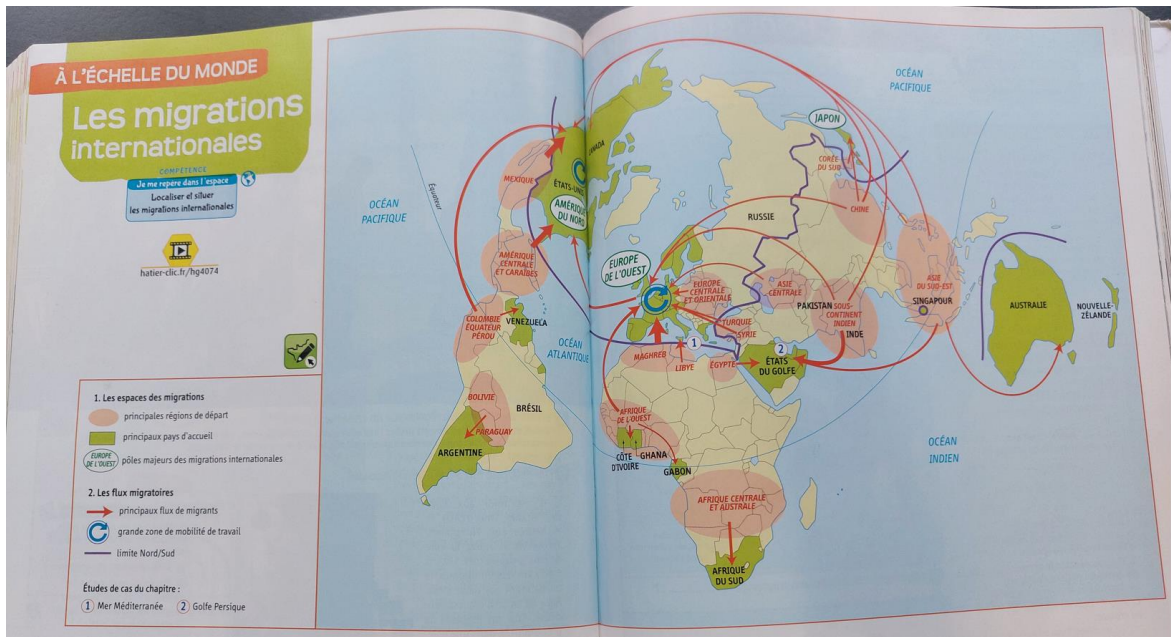 À L'ÉCHELLE DU MONDE
Les migrations
internationales
COMPÉTENCE
Je me repère dans l'espace
Localiser et situer
les migrations internationales
hatier-clic.fr/hg4074
1. Les espaces des migrations
principales régions de départ
principaux pays d'accueil
EUROPE
DE L'OUEST
pôles majeurs des migrations internationales
2. Les flux migratoires
principaux flux de migrants
grande zone de mobilité de travail
limite Nord/Sud
Études de cas du chapitre :
1 Mer Méditerranée 2 Golfe Persique
OCÉAN
PACIFIQUE
Équateur
MEXIQUE
CANADA
ÉTATS-UNIS
AMÉRIQUE
DU NORD
AMÉRIQUE
CENTRALE
ET CARAÏBES
COLOMBIE
ÉQUATEUR
PÉROU
VENEZUELA
OCÉAN
ATLANTIQUE
BOLIVIE
BRÉSIL
PARAGUAY
ARGENTINE
OCÉAN
PACIFIQUE
JAPON
CORÉE
DU SUD
CHINE
RUSSIE
EUROPE
DE L'OUEST
EUROPE
CENTRALE
ET ORIENTALE
ASIE
CENTRALE
PAKISTAN
SOUS-
CONTINENT
INDIEN
INDE
ASIE
DU SUD-EST
SINGAPOUR
AUSTRALIE
NOUVELLE-
ZÉLANDE
TURQUIE
SYRIE
1
2
MAGHREB
LIBYE
ÉGYPTE
ÉTATS
DU GOLFE
AFRIQUE
DE L'OUEST
CÔTE
D'IVOIRE
GHANA
GABON
OCÉAN
INDIEN
AFRIQUE CENTRALE
ET AUSTRALE
AFRIQUE
DU SUD